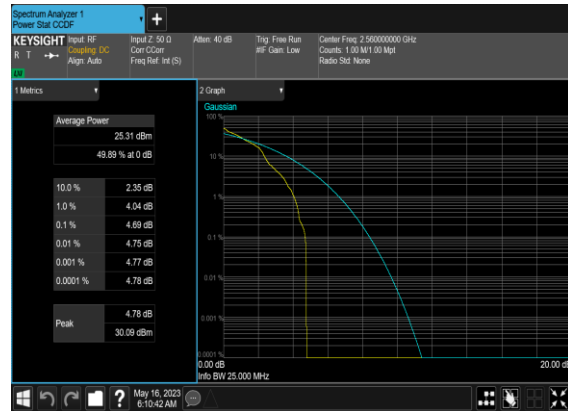 Spectrum Analyzer 1
Power Stat CCDF
KEYSIGHT
R T
LXI
Input: RF
Coupling: DC
Align: Auto
Input Z: 50 Ω
Corr CCorr
Freq Ref: Int (S)
Atten: 40 dB
Trig: Free Run
#IF Gain: Low
Center Freq: 2.560000000 GHz
Counts: 1.00 M/1.00 Mpt
Radio Std: None
1 Metrics
Average Power
25.31 dBm
49.89 % at 0 dB
10.0 % 2.35 dB
1.0 % 4.04 dB
0.1 % 4.69 dB
0.01 % 4.75 dB
0.001 % 4.77 dB
0.0001 % 4.78 dB
Peak
4.78 dB
30.09 dBm
2 Graph
Gaussian
100 %
10 %
1 %
0.1 %
0.01 %
0.001 %
0.0001 %
0.00 dB
20.00 dB
Info BW 25.000 MHz
?
May 16, 2023
6:10:42 AM